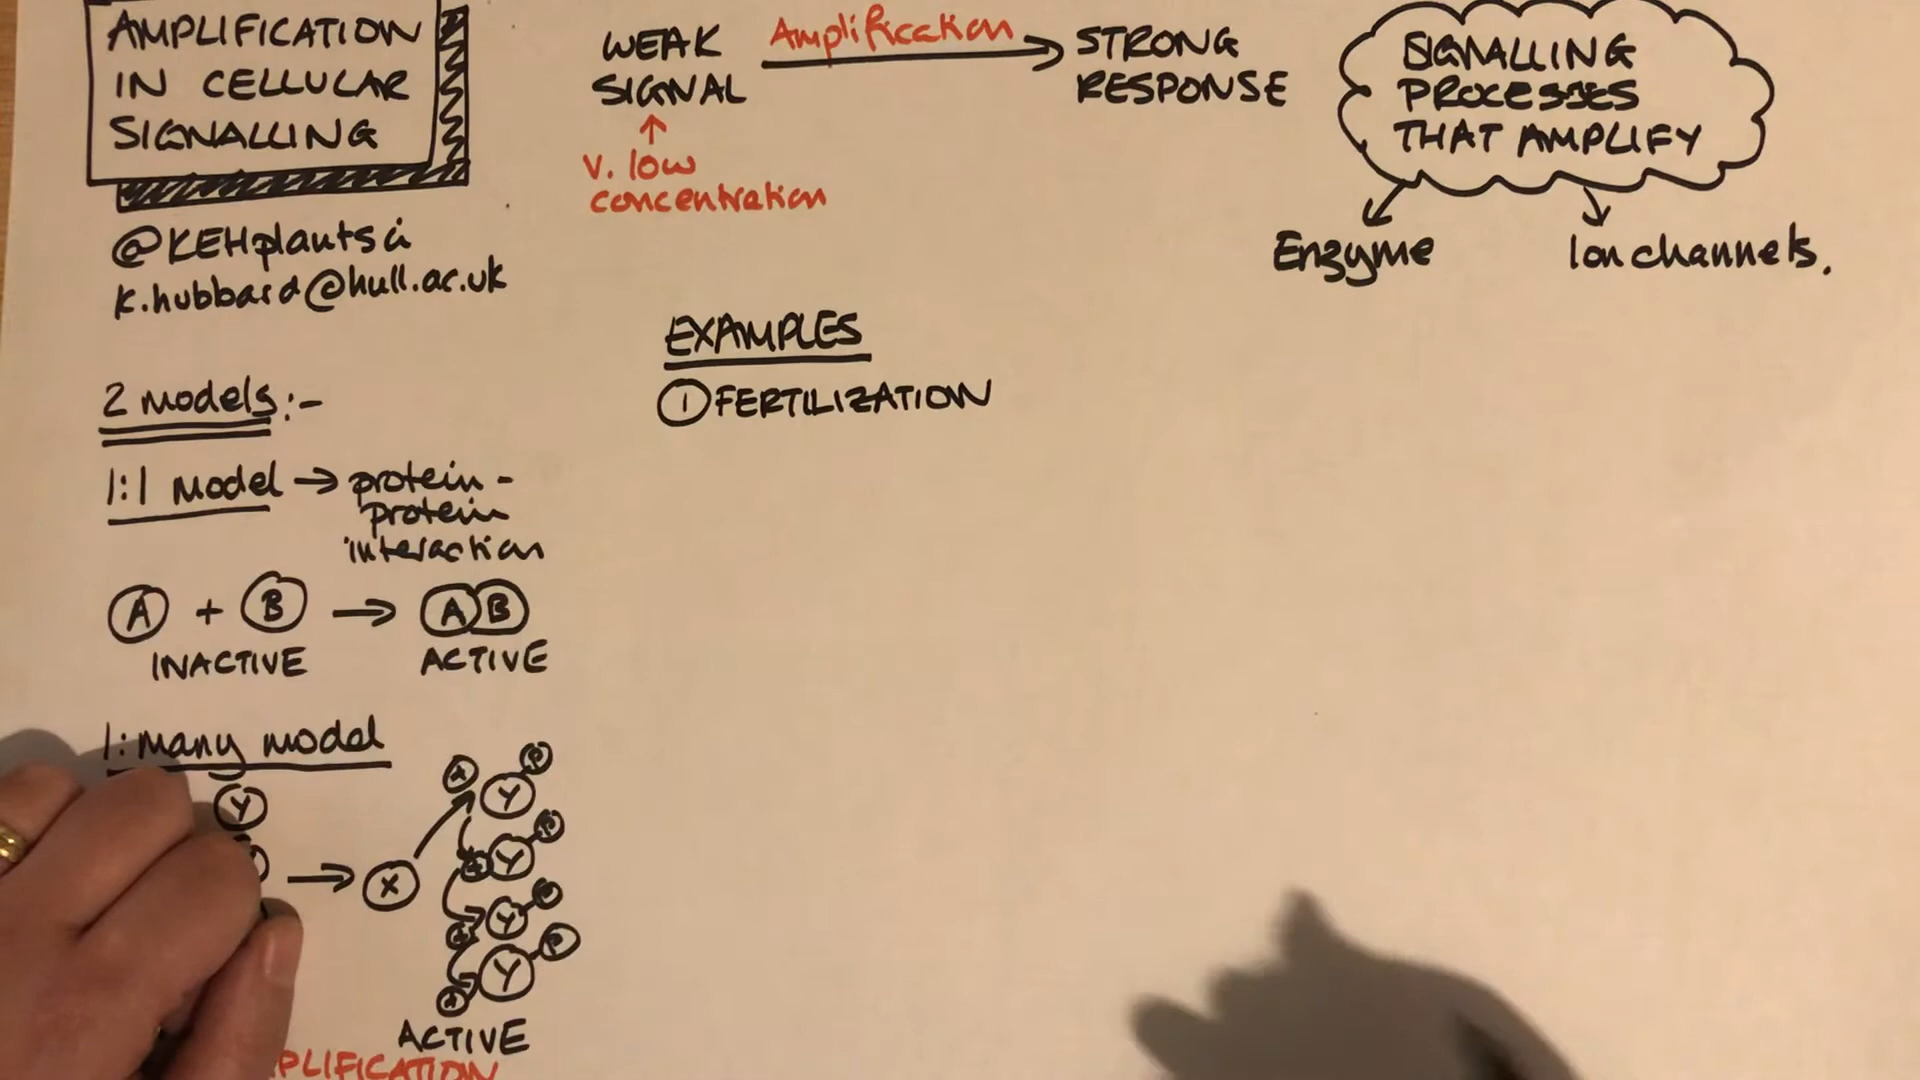 AMPLIFICATION
IN CELLULAR
SIGNALLING
@KEHplantsci
k.hubbard@hull.ac.uk
WEAK
SIGNAL
Amplification
STRONG
RESPONSE
V. low
concentration
SIGNALLING
PROCESSES
THAT AMPLIFY
Enzyme
Ion channels.
2 models:-
1:1 model → protein-
protein
interaction
A + B → AB
INACTIVE ACTIVE
1:many model
Y
→ X
+ Y P
+ Y P
+ Y P
+ Y P
ACTIVE
PLIFICATION
EXAMPLES
1 FERTILIZATION